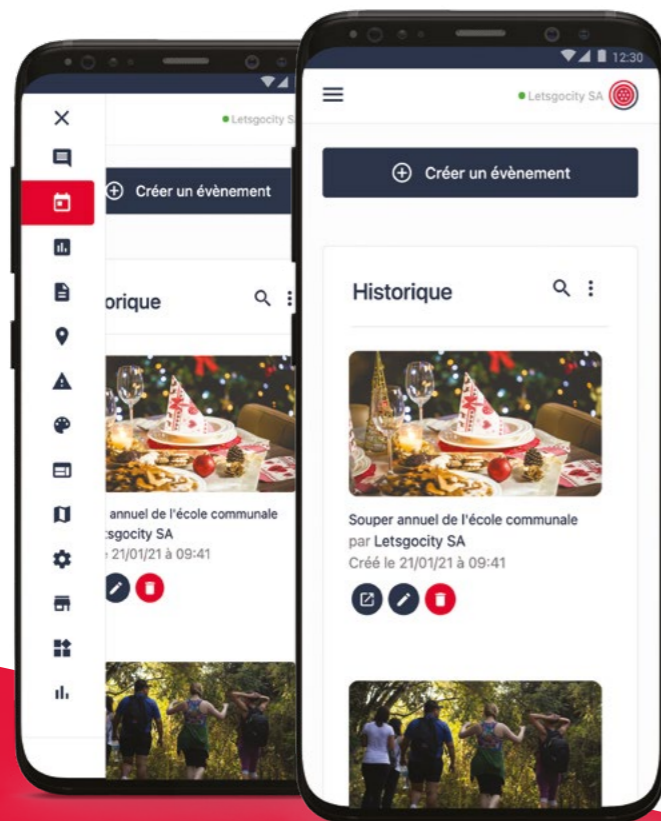 Letsgocity S
Créer un évènement
orique
annuel de l'école communale
tsgocity SA
21/01/21 à 09:41
12:30
Letsgocity SA
Créer un évènement
Historique
Souper annuel de l'école communale
par Letsgocity SA
Créé le 21/01/21 à 09:41